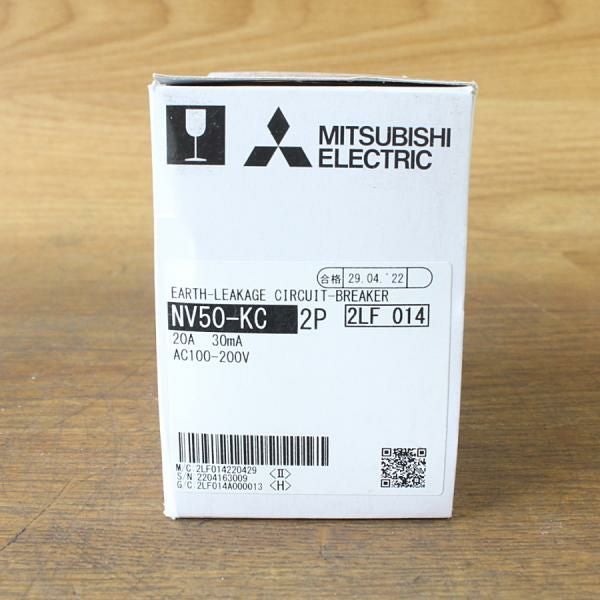 MITSUBISHI
ELECTRIC
合格 29.04.'22
EARTH-LEAKAGE CIRCUIT-BREAKER
NV50-KC 2P 2LF 014
20A 30mA
AC100-200V
M/C:2LF014220429 <II>
S/N:2204163009
G/C:2LF014A000013 <H>